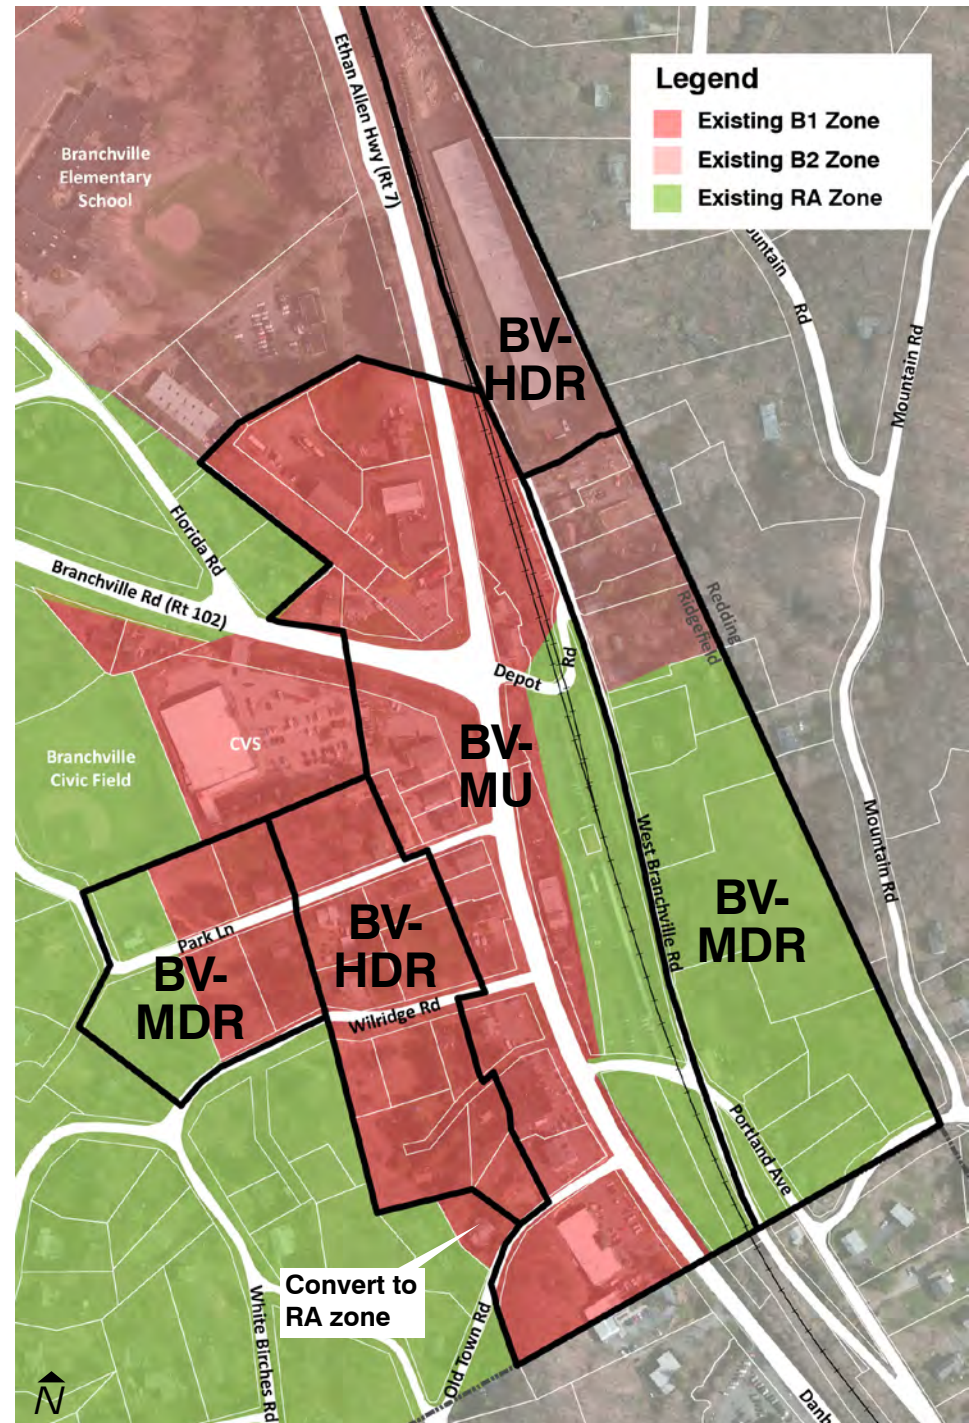 Legend
Existing B1 Zone
Existing B2 Zone
Existing RA Zone
Ethan Allen Hwy (Rt 7)
Branchville
Elementary
School
BV-
HDR
Rd
Mountain Rd
Florida Rd
Branchville Rd (Rt 102)
Redding
Ridgefield
Depot
Rd
CVS
Branchville
Civic Field
BV-
MU
West Branchville Rd
Mountain Rd
BV-
MDR
Park Ln
BV-
HDR
BV-
MDR
Wilridge Rd
Portland Ave
Convert to
RA zone
White Birches Rd
Old Town Rd
N